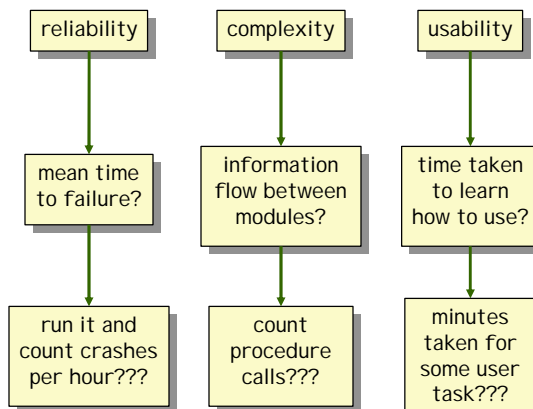 reliability
complexity
usability
mean time
to failure?
information
flow between
modules?
time taken
to learn
how to use?
run it and
count crashes
per hour???
count
procedure
calls???
minutes
taken for
some user
task???